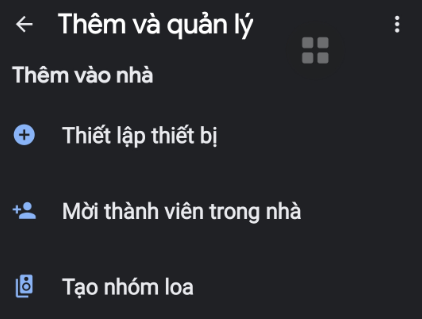 Thêm và quản lý
Thêm vào nhà
Thiết lập thiết bị
Mời thành viên trong nhà
Tạo nhóm loa